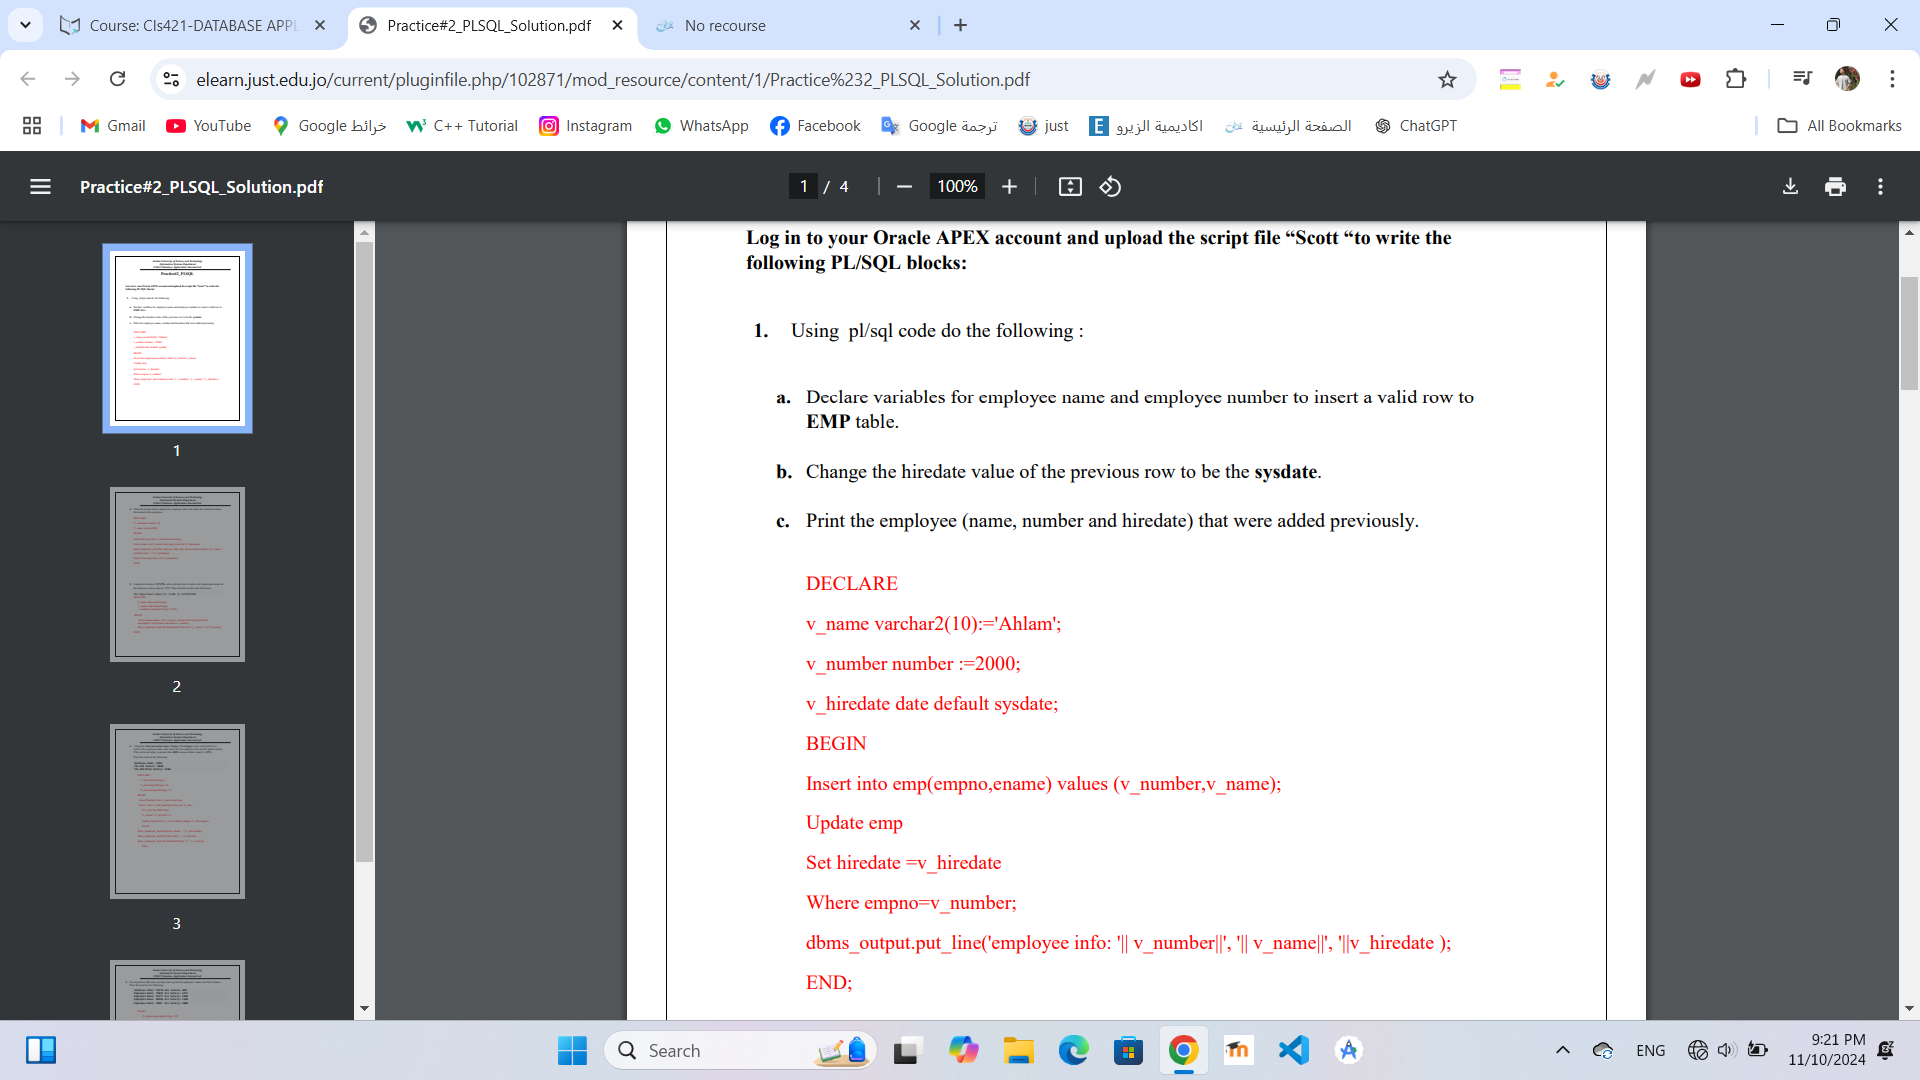 Course: CIs421-DATABASE APPL
Practice#2_PLSQL_Solution.pdf
No recourse
elearn.just.edu.jo/current/pluginfile.php/102871/mod_resource/content/1/Practice%232_PLSQL_Solution.pdf
Gmail
YouTube
Google خرائط
C++ Tutorial
Instagram
WhatsApp
Facebook
Google ترجمة
just
اكاديمية الزيرو
الصفحة الرئيسية
ChatGPT
All Bookmarks
Practice#2_PLSQL_Solution.pdf
1 / 4
100%
1
2
3
Log in to your Oracle APEX account and upload the script file “Scott “to write the
following PL/SQL blocks:
1. Using pl/sql code do the following :
a. Declare variables for employee name and employee number to insert a valid row to
EMP table.
b. Change the hiredate value of the previous row to be the sysdate.
c. Print the employee (name, number and hiredate) that were added previously.
DECLARE
v_name varchar2(10):='Ahlam';
v_number number :=2000;
v_hiredate date default sysdate;
BEGIN
Insert into emp(empno,ename) values (v_number,v_name);
Update emp
Set hiredate =v_hiredate
Where empno=v_number;
dbms_output.put_line('employee info: '|| v_number||', '|| v_name||', '||v_hiredate );
END;
Search
ENG
9:21 PM
11/10/2024